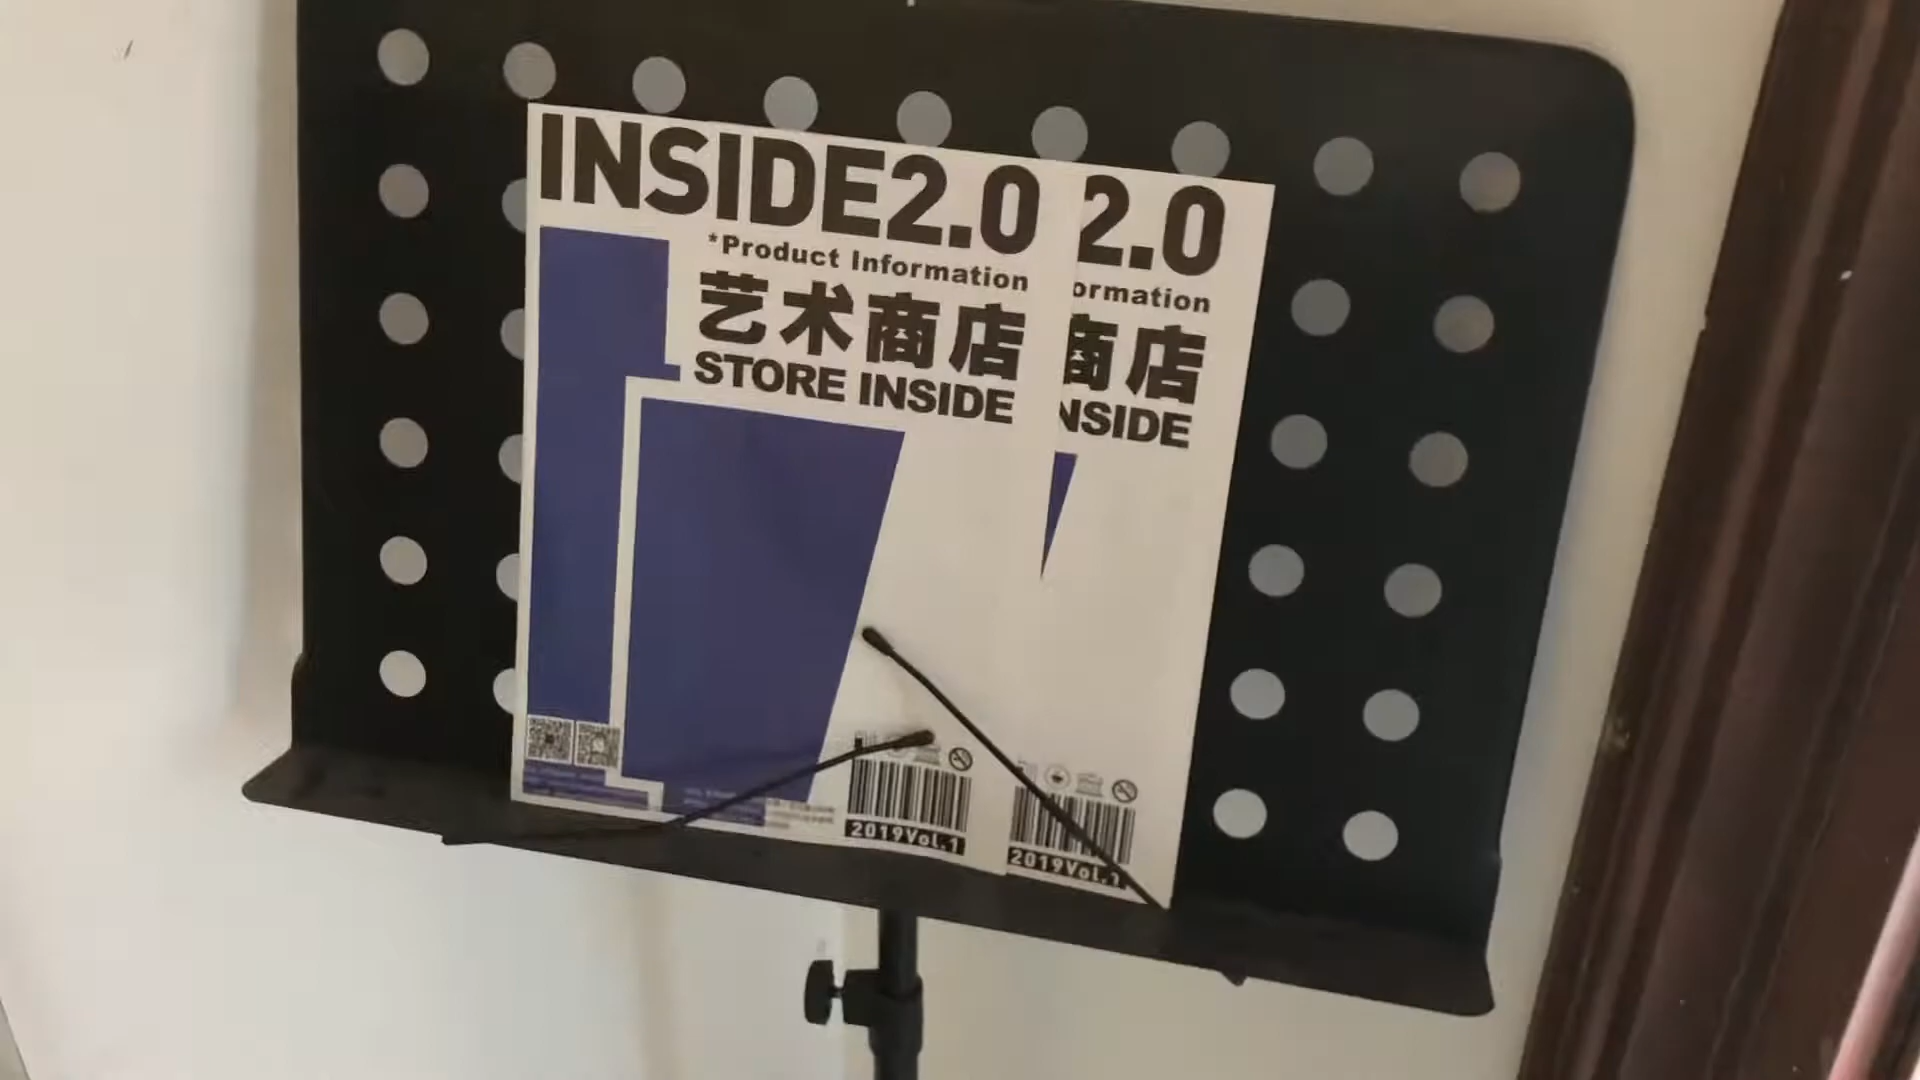 INSIDE2.0
*Product Information
艺术商店
STORE INSIDE
2019Vol.1
2.0
ormation
商店
NSIDE
2019Vol.1